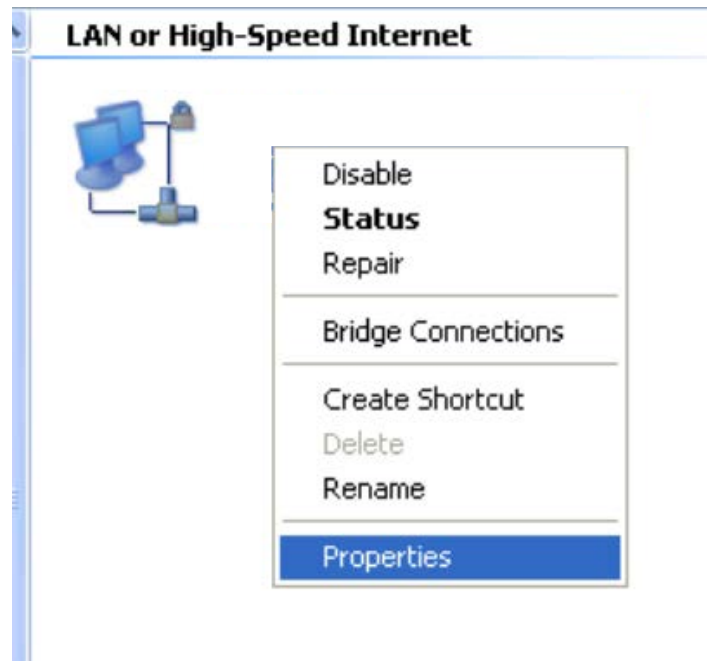 LAN or High-Speed Internet
Disable
Status
Repair
Bridge Connections
Create Shortcut
Delete
Rename
Properties